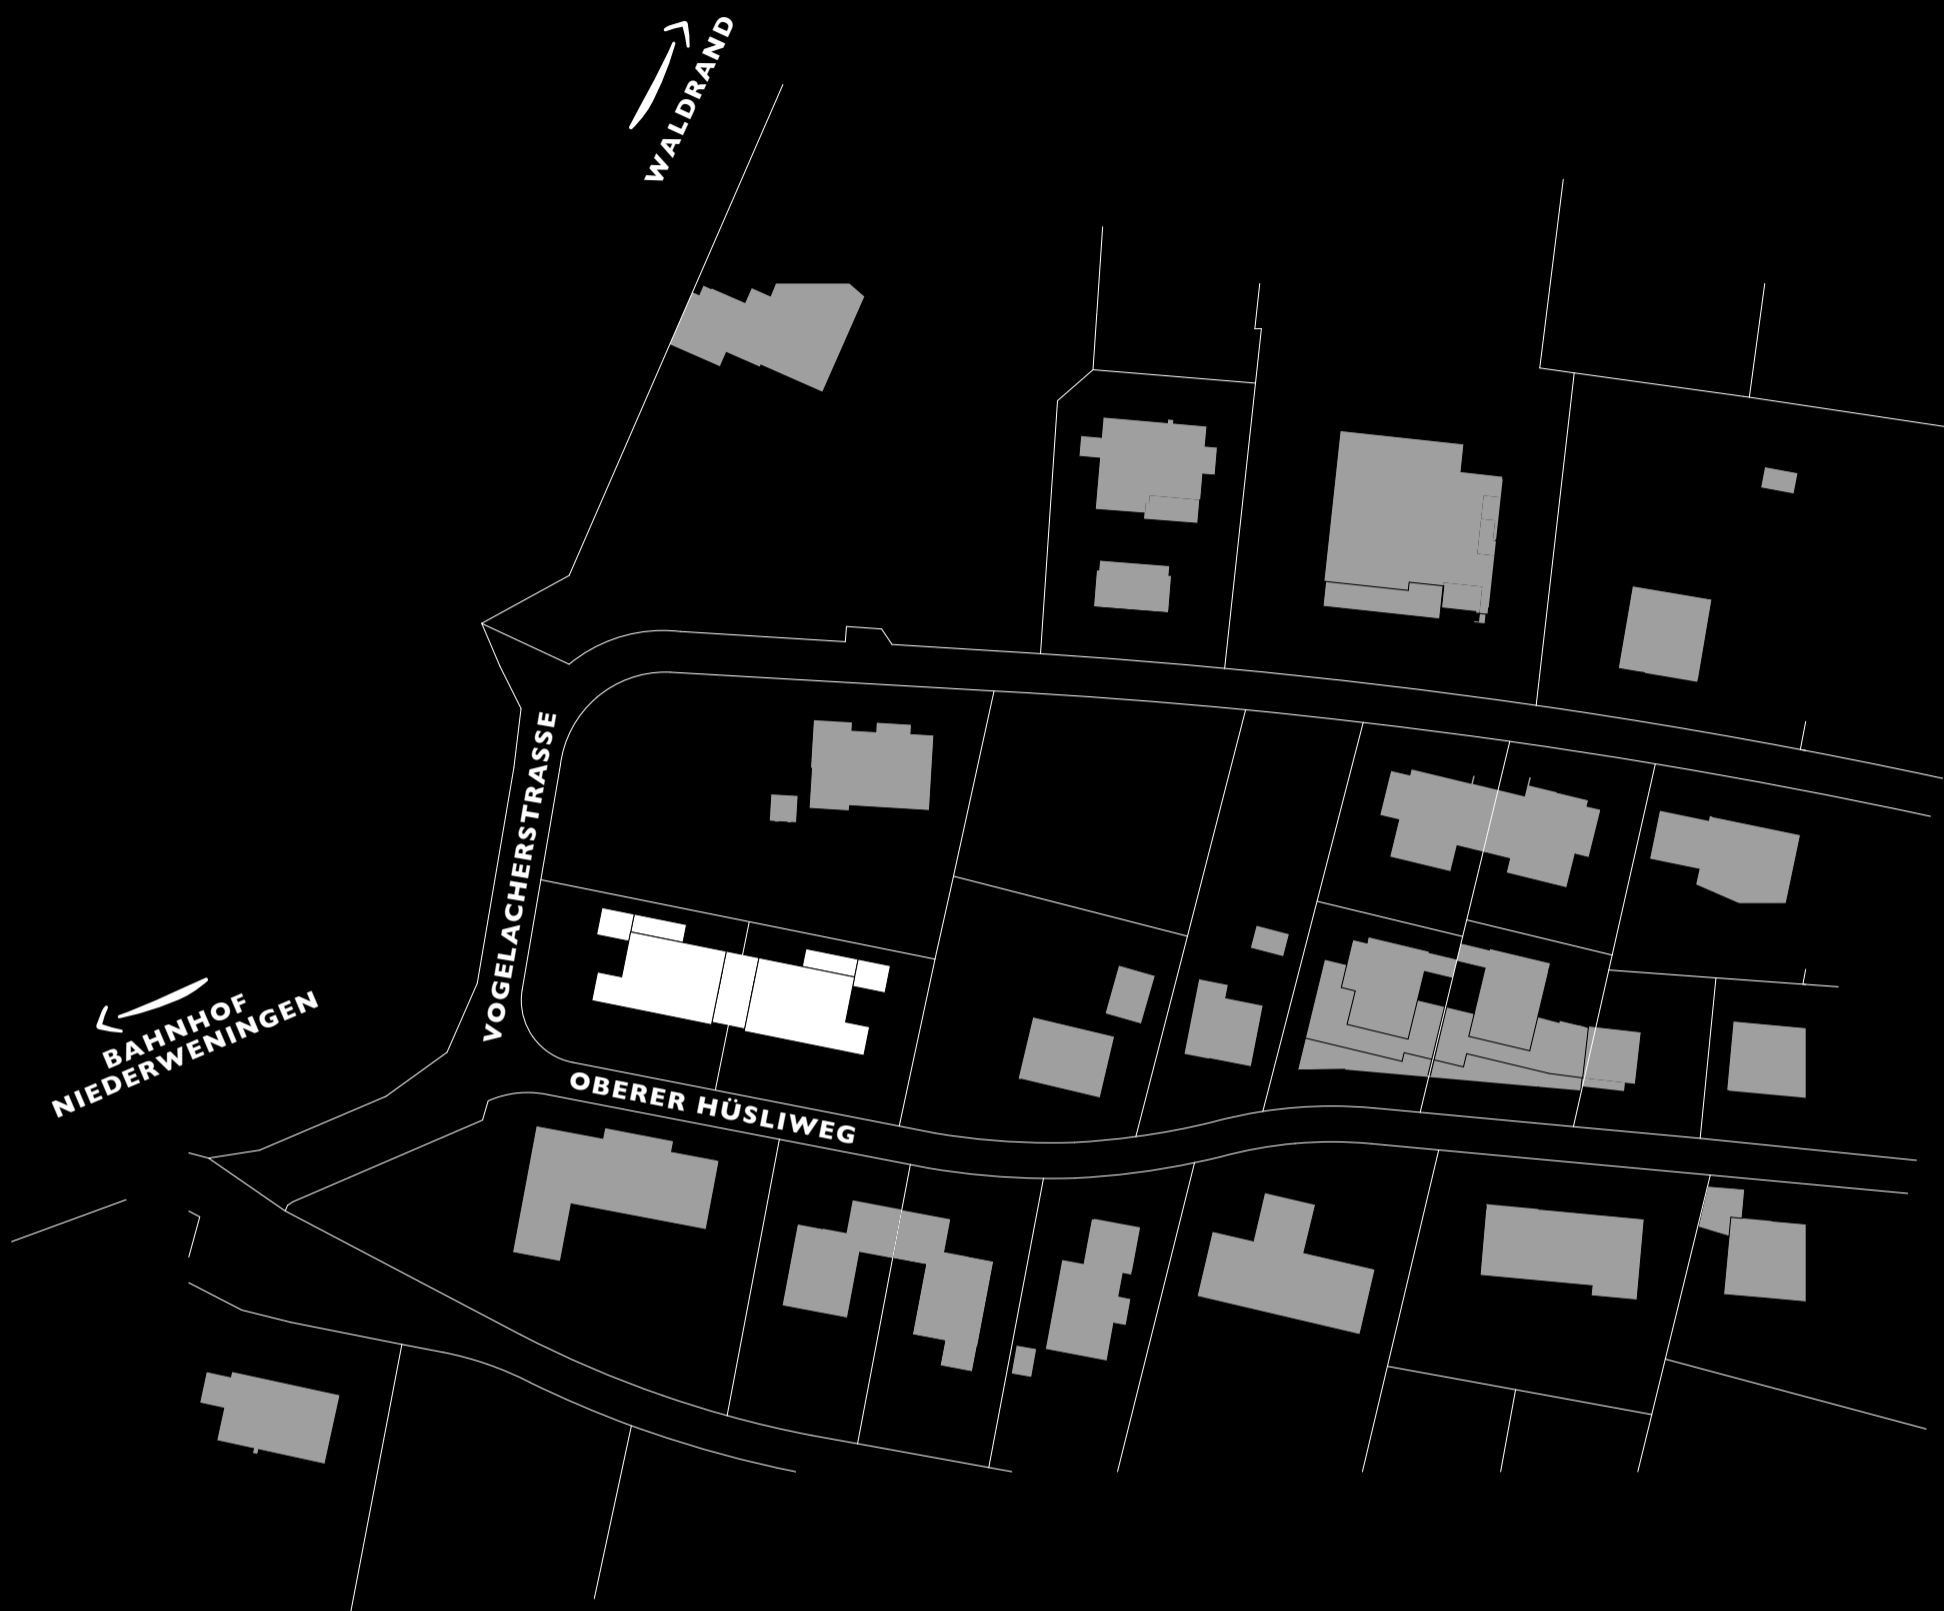 WALDRAND
VOGELACHERSTRASSE
BAHNHOF
NIEDERWENINGEN
OBERER HÜSLIWEG